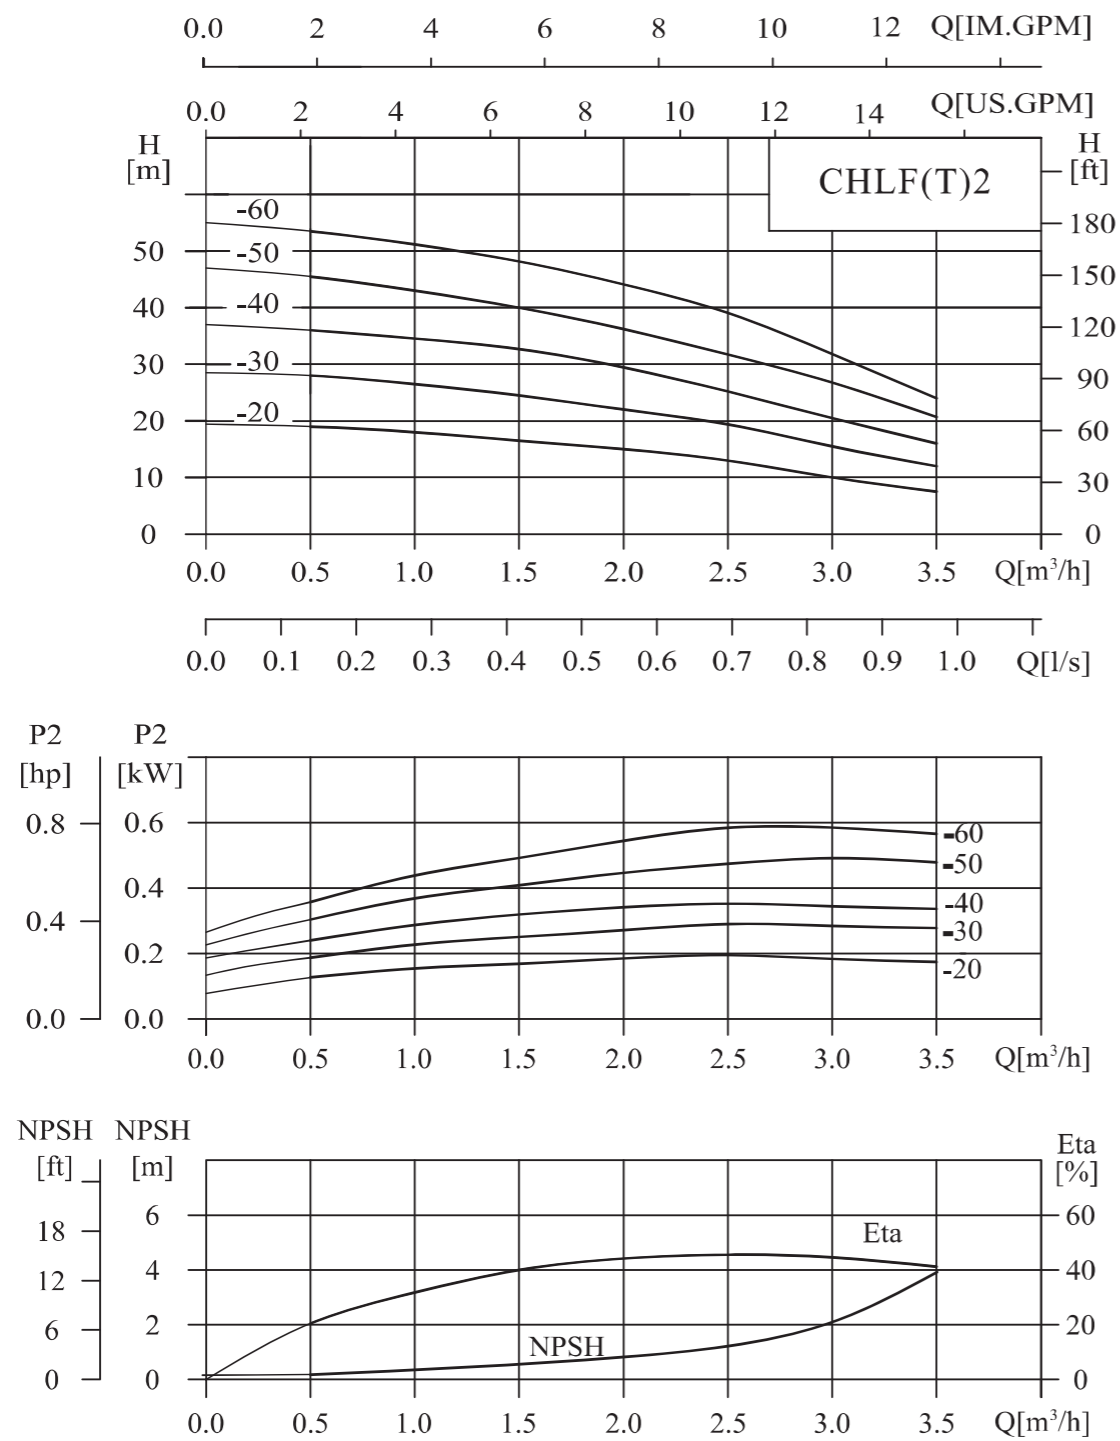 0.0 2 4 6 8 10 12 Q[IM.GPM]
0.0 2 4 6 8 10 12 14 Q[US.GPM]
H
[m]
H
[ft]
CHLF(T)2
-60
180
50
-50
150
40
-40
120
30
-30
90
20
-20
60
10
30
0
0
0.0 0.5 1.0 1.5 2.0 2.5 3.0 3.5 Q[m³/h]
0.0 0.1 0.2 0.3 0.4 0.5 0.6 0.7 0.8 0.9 1.0 Q[l/s]
P2
[hp]
P2
[kW]
0.8
0.6
-60
-50
0.4
0.4
-40
-30
0.2
-20
0.0
0.0
0.0 0.5 1.0 1.5 2.0 2.5 3.0 3.5 Q[m³/h]
NPSH
[ft]
NPSH
[m]
Eta
[%]
18
6
60
Eta
12
4
40
6
2
20
NPSH
0
0
0
0.0 0.5 1.0 1.5 2.0 2.5 3.0 3.5 Q[m³/h]